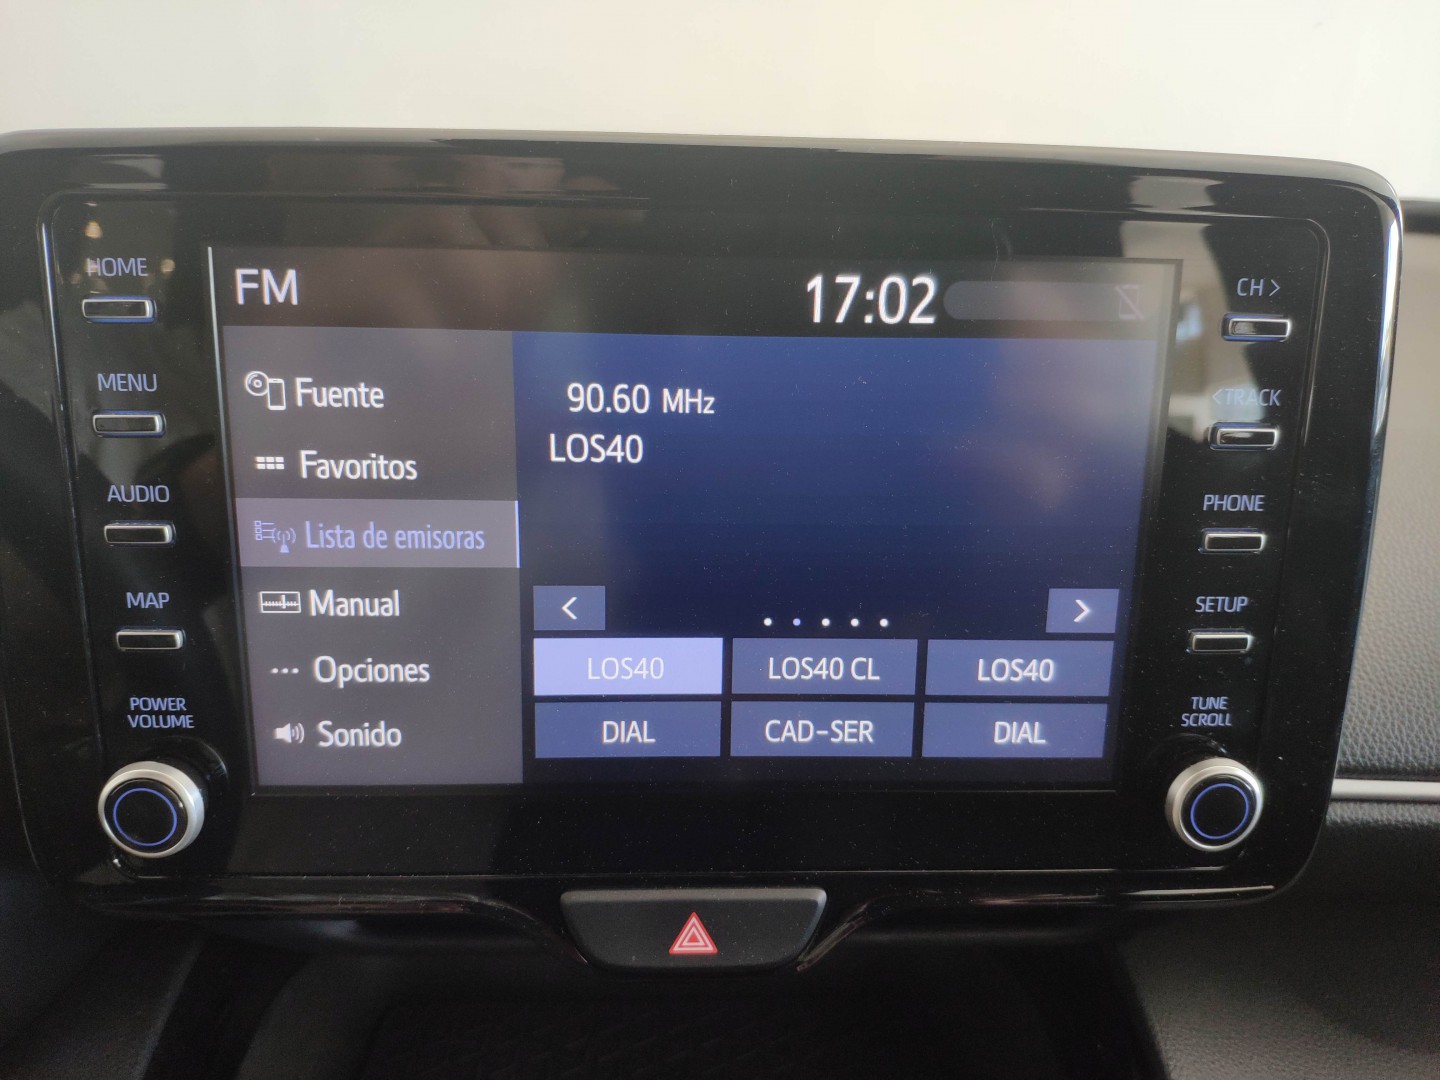 HOME
MENU
AUDIO
MAP
POWER
VOLUME
FM
17:02
Fuente
Favoritos
Lista de emisoras
Manual
Opciones
Sonido
90.60 MHz
LOS40
<
>
LOS40
LOS40 CL
LOS40
DIAL
CAD-SER
DIAL
CH >
<TRACK
PHONE
SETUP
TUNE
SCROLL